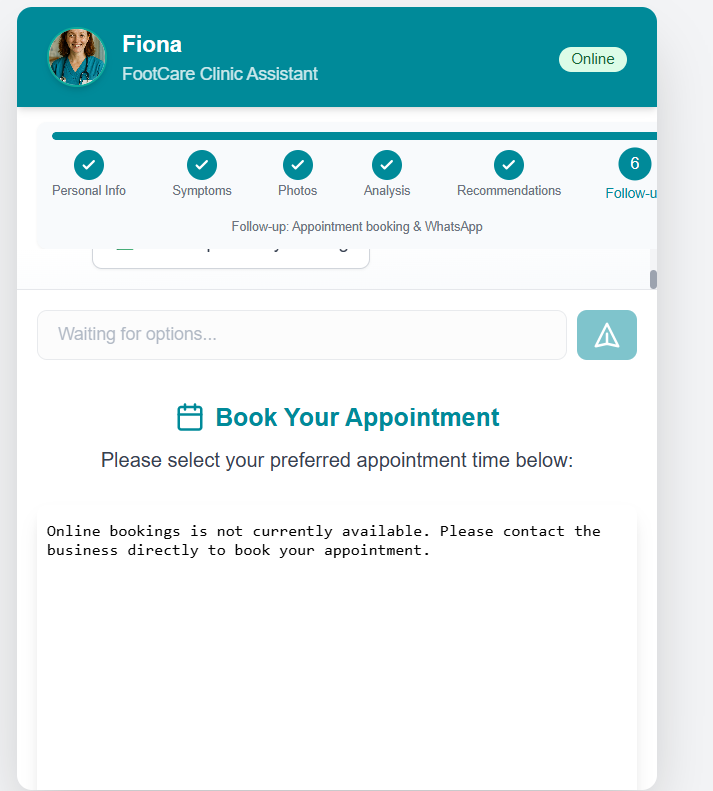 Fiona
FootCare Clinic Assistant
Online
Personal Info
Symptoms
Photos
Analysis
Recommendations
6
Follow-u
Follow-up: Appointment booking & WhatsApp
Waiting for options...
Book Your Appointment
Please select your preferred appointment time below:
Online bookings is not currently available. Please contact the
business directly to book your appointment.